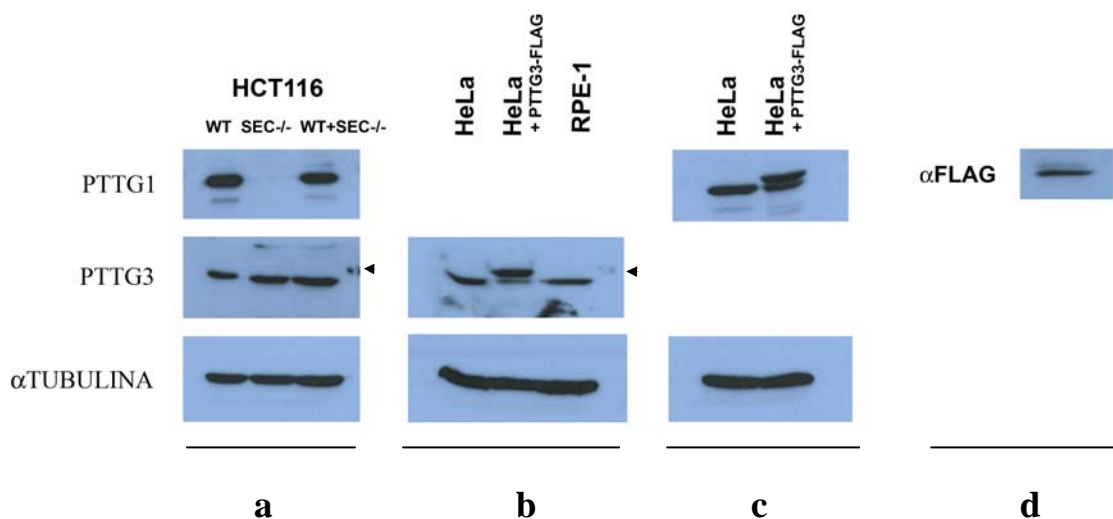 HCT116
WT SEC-/- WT+SEC-/-
HeLa
HeLa
+ PTTG3-FLAG
RPE-1
HeLa
HeLa
+ PTTG3-FLAG
PTTG1
αFLAG
PTTG3
αTUBULINA
a b c d